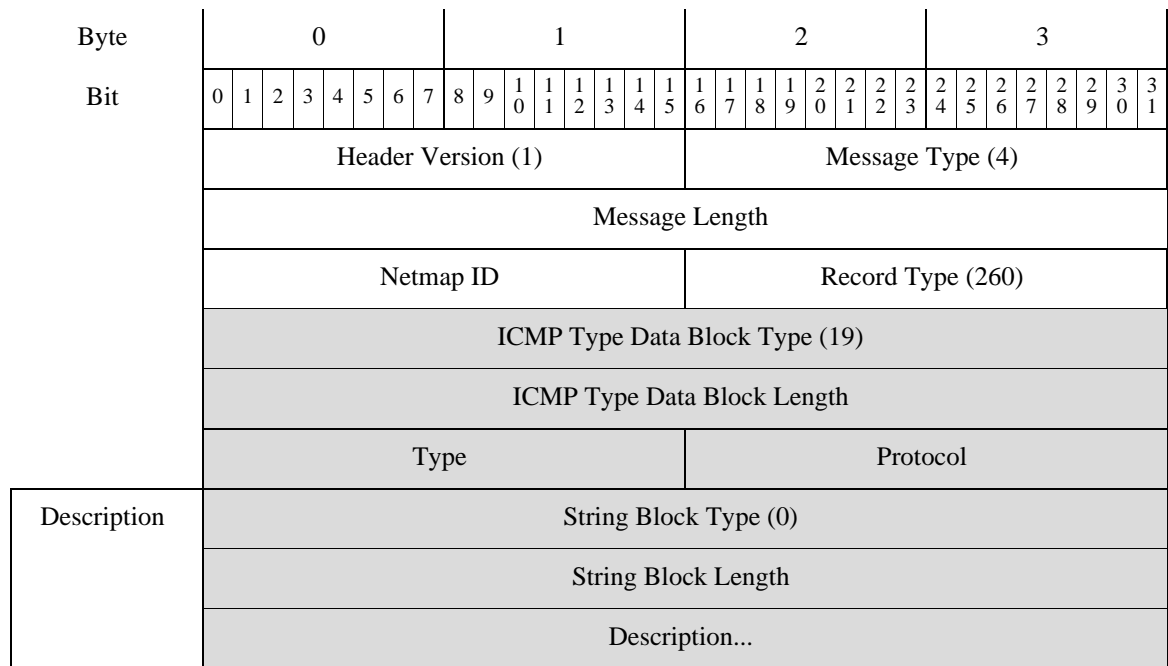 Byte 0 1 2 3
Bit 0 1 2 3 4 5 6 7 8 9 10 11 12 13 14 15 16 17 18 19 20 21 22 23 24 25 26 27 28 29 30 31
Header Version (1) Message Type (4)
Message Length
Netmap ID Record Type (260)
ICMP Type Data Block Type (19)
ICMP Type Data Block Length
Type Protocol
Description String Block Type (0)
String Block Length
Description...